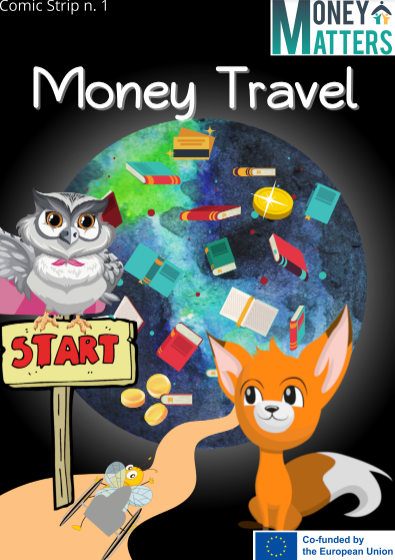 Comic Strip n. 1
MONEY
MATTERS
Money Travel
START
Co-funded by
the European Union